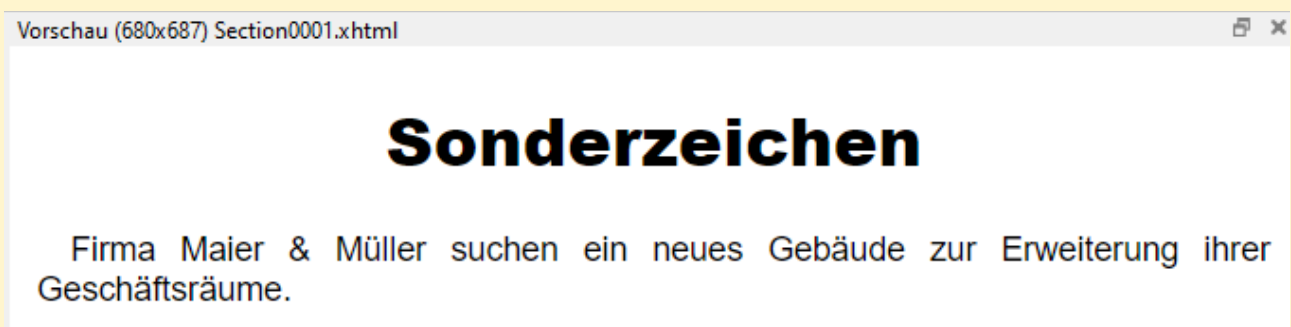 Vorschau (680x687) Section0001.xhtml
Sonderzeichen
Firma Maier & Müller suchen ein neues Gebäude zur Erweiterung ihrer
Geschäftsräume.